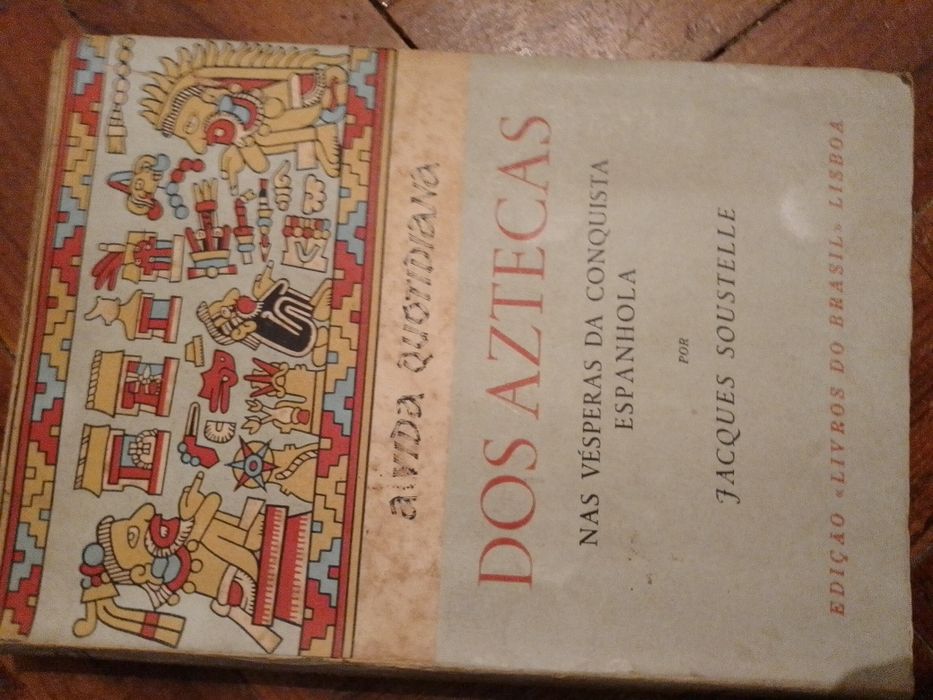 a VIDA QUOTIDIANA
DOS AZTECAS
NAS VÉSPERAS DA CONQUISTA
ESPANHOLA
POR
JACQUES SOUSTELLE
EDIÇÃO «LIVROS DO BRASIL» LISBOA